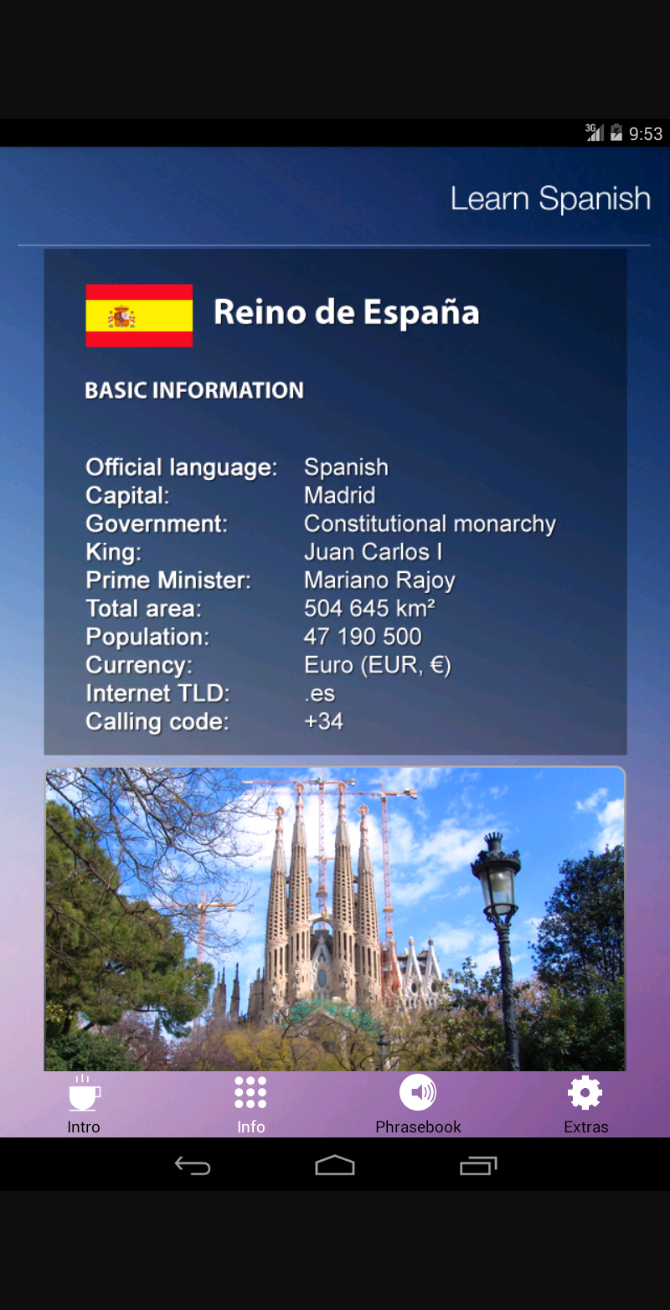 3G 9:53
Learn Spanish
Reino de España
BASIC INFORMATION
Official language: Spanish
Capital: Madrid
Government: Constitutional monarchy
King: Juan Carlos I
Prime Minister: Mariano Rajoy
Total area: 504 645 km²
Population: 47 190 500
Currency: Euro (EUR, €)
Internet TLD: .es
Calling code: +34
Intro Info Phrasebook Extras